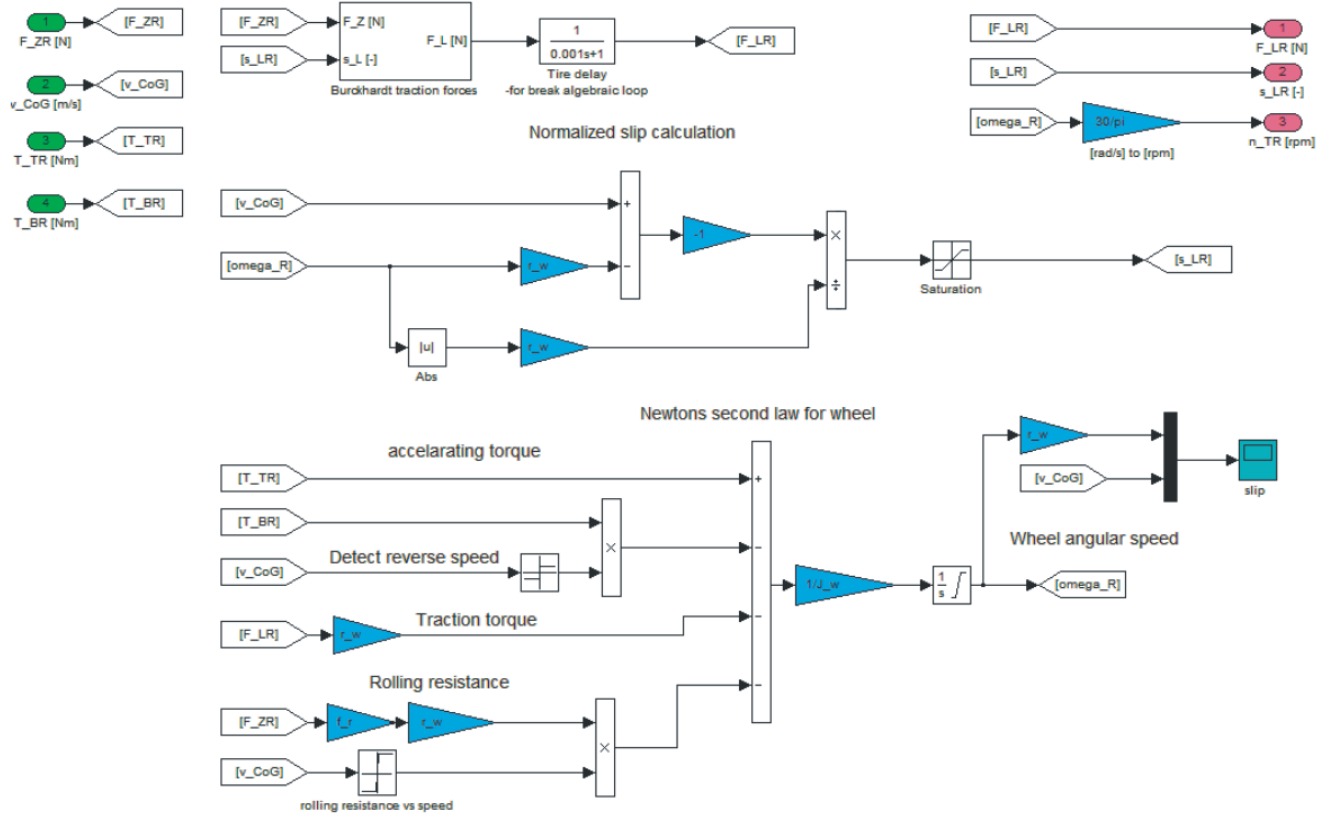 1
F_ZR [N]
[F_ZR]
2
v_CoG [m/s]
[v_CoG]
3
T_TR [Nm]
[T_TR]
4
T_BR [Nm]
[T_BR]
[F_ZR]
[s_LR]
F_Z [N]
s_L [-]
F_L [N]
Burckhardt traction forces
1
0.001s+1
Tire delay
-for break algebraic loop
[F_LR]
[F_LR]
1
F_LR [N]
[s_LR]
2
s_LR [-]
[omega_R]
30/pi
[rad/s] to [rpm]
3
n_TR [rpm]
Normalized slip calculation
[v_CoG]
+
-1
×
[omega_R]
r_w
−
÷
Saturation
[s_LR]
|u|
Abs
r_w
Newtons second law for wheel
accelarating torque
[T_TR]
+
[T_BR]
×
−
Detect reverse speed
[v_CoG]
Traction torque
[F_LR]
r_w
−
Rolling resistance
−
[F_ZR]
f_r
r_w
×
[v_CoG]
rolling resistance vs speed
1/J_w
1
s
r_w
[v_CoG]
slip
Wheel angular speed
[omega_R]